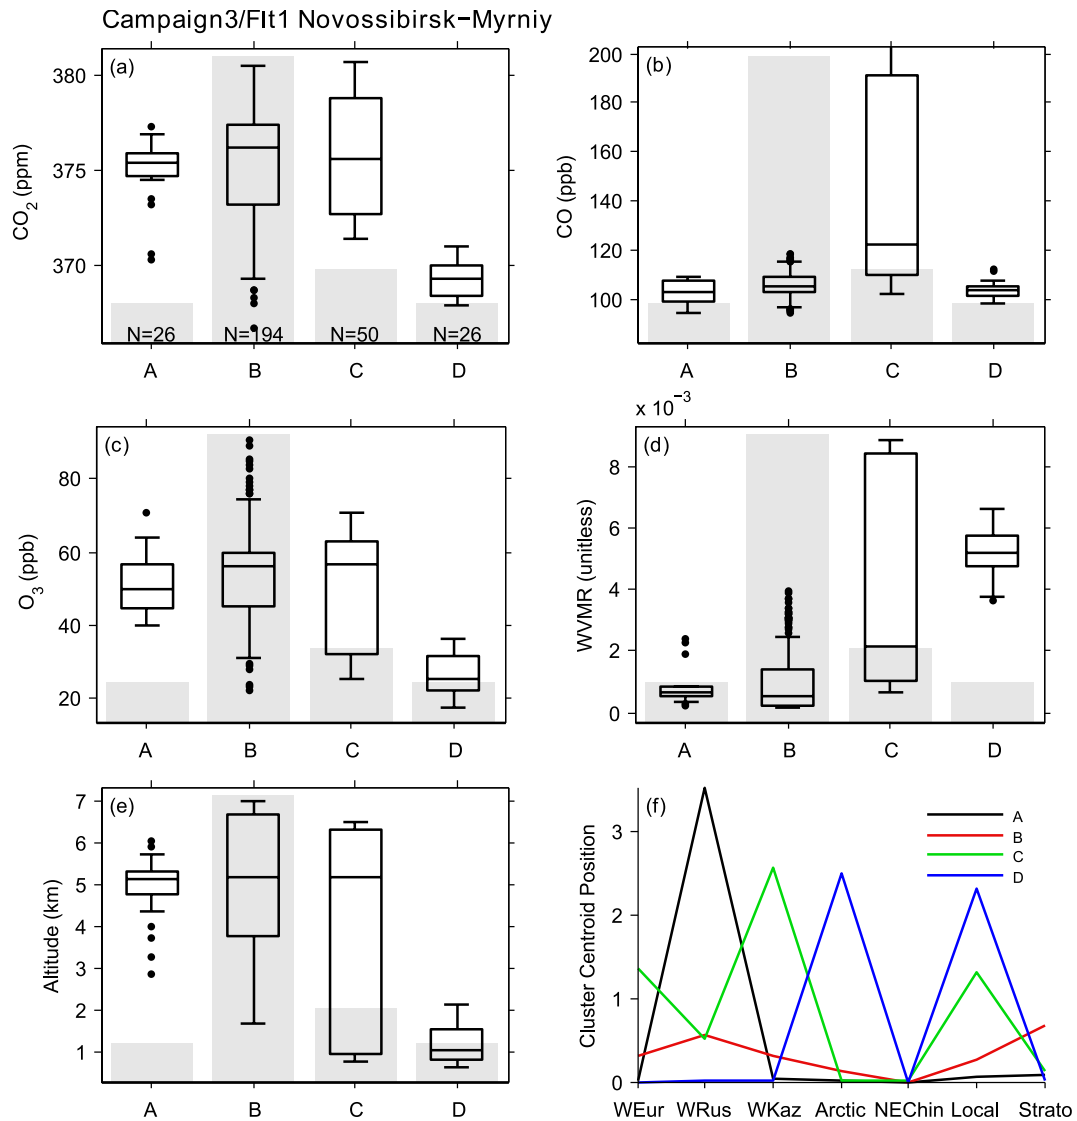 Campaign3/Flt1 Novossibirsk−Myrniy
(a)
380
375
370
CO2 (ppm)
N=26 N=194 N=50 N=26
A B C D
(b)
200
180
160
140
120
100
CO (ppb)
A B C D
(c)
80
60
40
20
O3 (ppb)
A B C D
x 10−3
(d)
8
6
4
2
0
WVMR (unitless)
A B C D
(e)
7
6
5
4
3
2
1
Altitude (km)
A B C D
(f)
3
2
1
0
Cluster Centroid Position
A
B
C
D
WEur WRus WKaz Arctic NEChin Local Strato